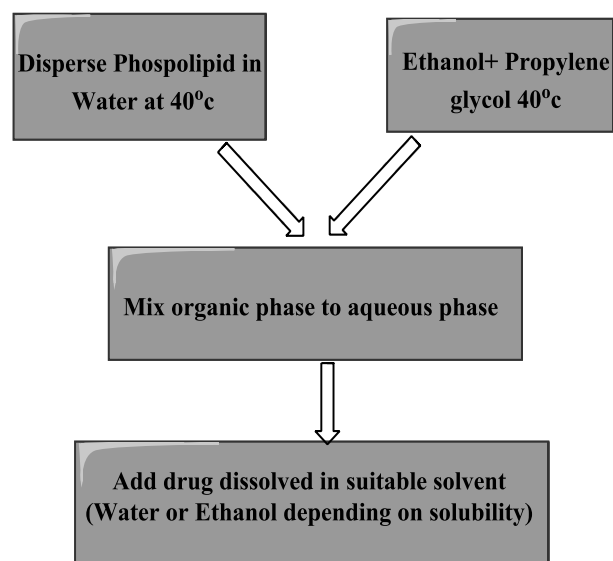 Disperse Phospolipid in
Water at 40°c
Ethanol+ Propylene
glycol 40°c
Mix organic phase to aqueous phase
Add drug dissolved in suitable solvent
(Water or Ethanol depending on solubility)